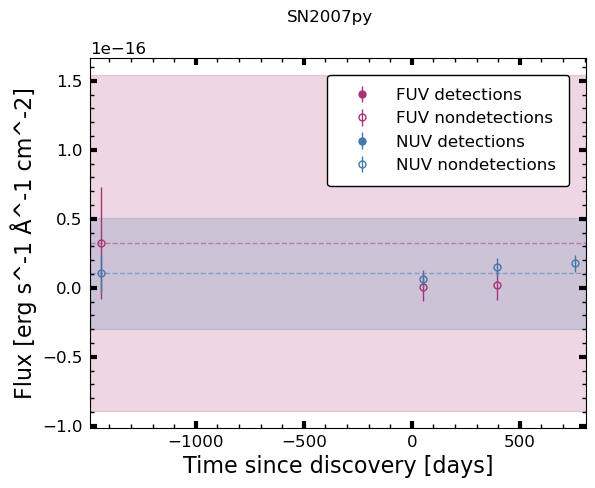 SN2007py
1e−16
FUV detections
FUV nondetections
NUV detections
NUV nondetections
1.5
1.0
0.5
0.0
−0.5
−1.0
Flux [erg s^-1 Å^-1 cm^-2]
−1000 −500 0 500
Time since discovery [days]